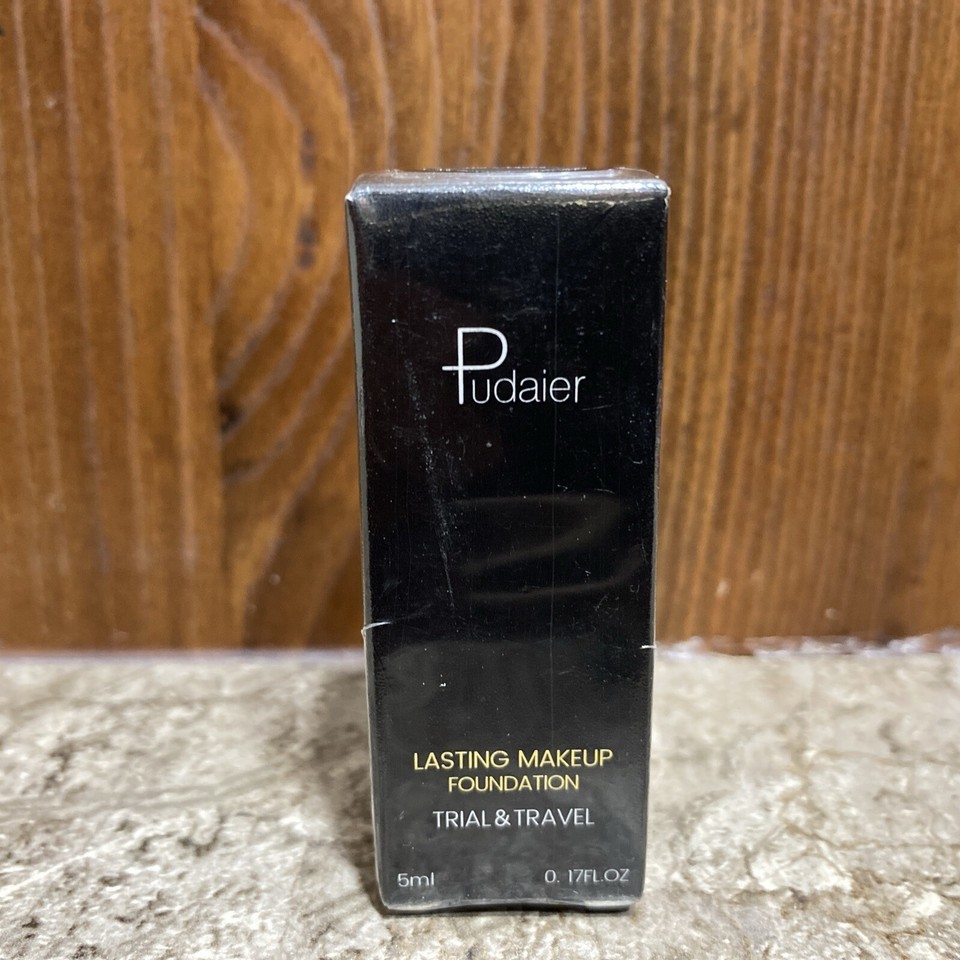 Pudaier
LASTING MAKEUP
FOUNDATION
TRIAL & TRAVEL
5ml 0. 17FL.OZ